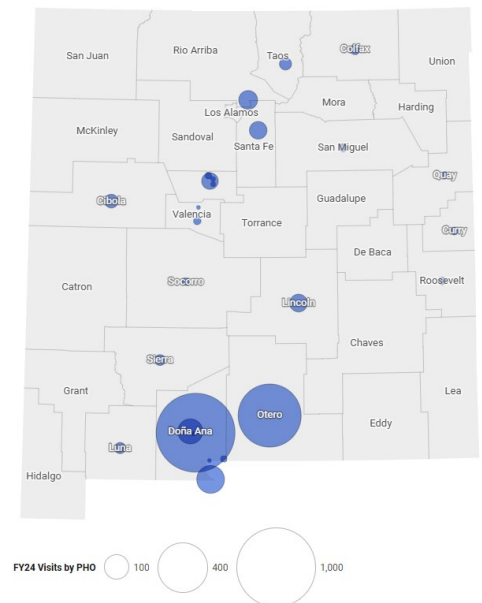 Colfax
Rio Arriba
San Juan
Taos
Union
Mora
Harding
Los Alamos
McKinley
Sandoval
Santa Fe
San Miguel
Quay
Cibola
Guadalupe
Valencia
Torrance
Curry
De Baca
Socorro
Roosevelt
Catron
Lincoln
Chaves
Sierra
Grant
Lea
Otero
Eddy
Doña Ana
Luna
Hidalgo
FY24 Visits by PHO 100 400 1,000